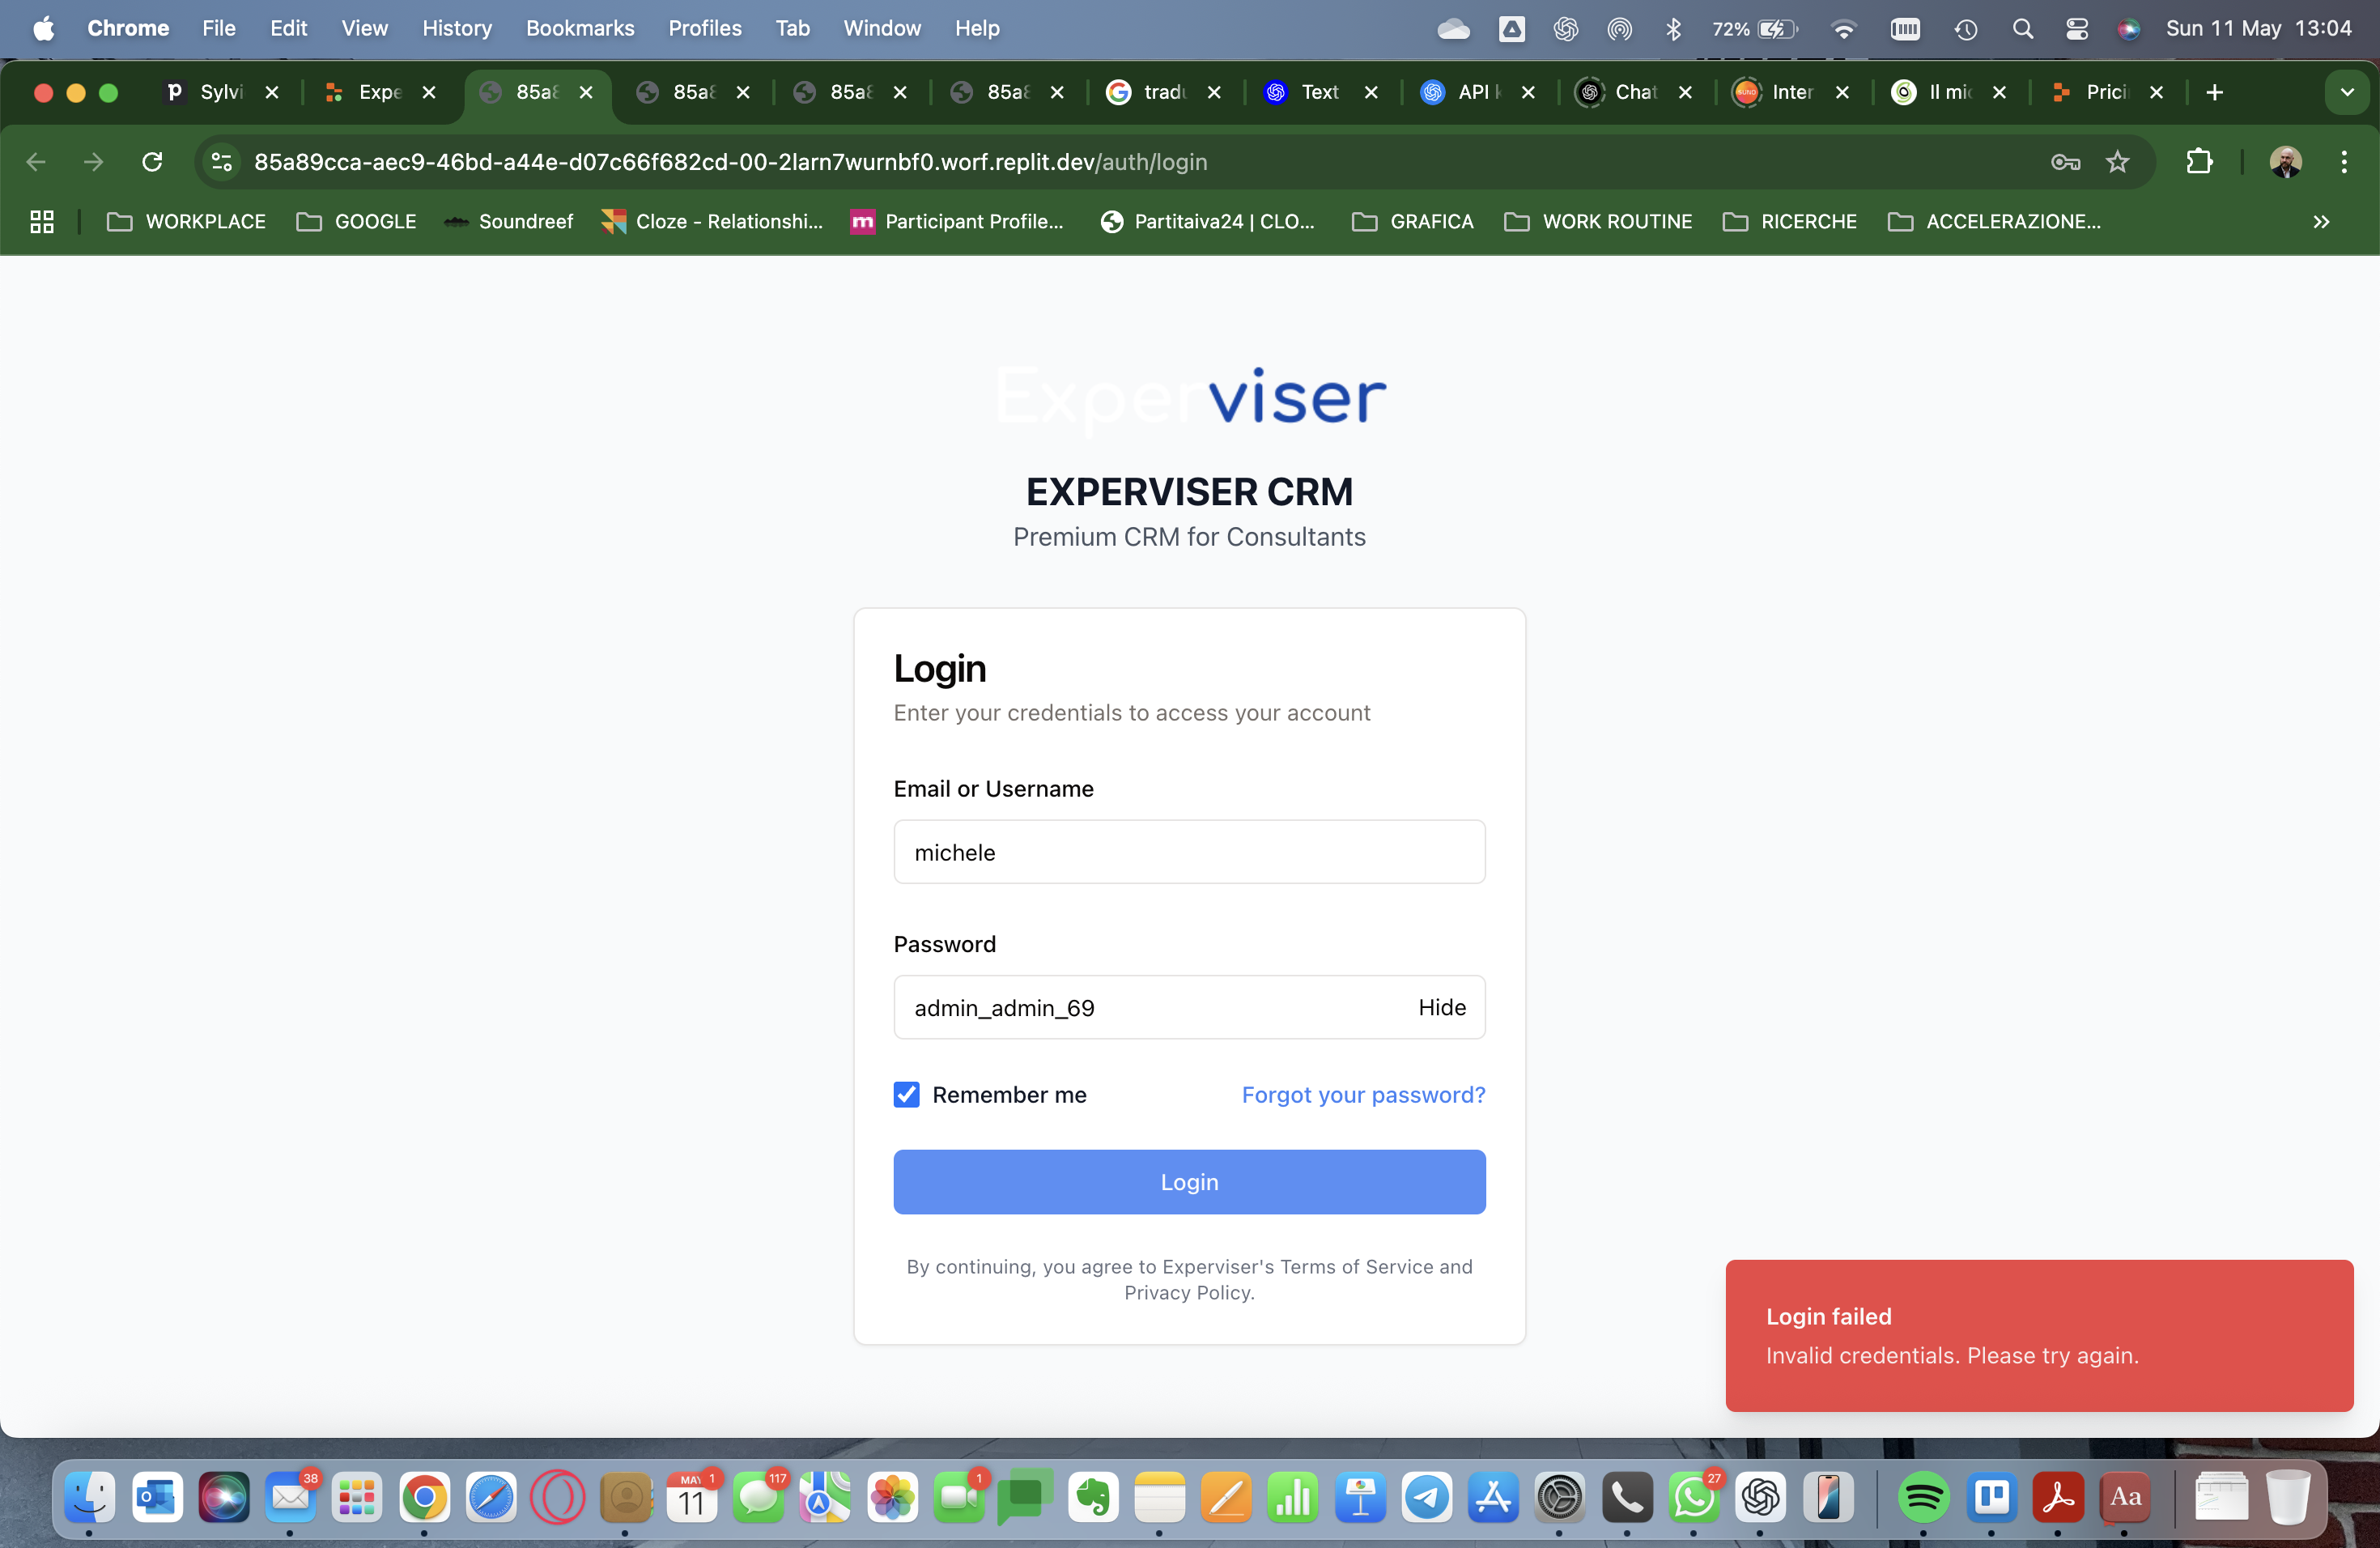 Chrome File Edit View History Bookmarks Profiles Tab Window Help 72% Sun 11 May 13:04
Sylvi Expe 85a8 85a8 85a8 85a8 tradu Text API k Chat Inter Il mic Prici
85a89cca-aec9-46bd-a44e-d07c66f682cd-00-2larn7wurnbf0.worf.replit.dev/auth/login
WORKPLACE GOOGLE Soundreef Cloze - Relationshi... m Participant Profile... Partitaiva24 | CLO... GRAFICA WORK ROUTINE RICERCHE ACCELERAZIONE... »
Experviser
EXPERVISER CRM
Premium CRM for Consultants
Login
Enter your credentials to access your account
Email or Username
michele
Password
admin_admin_69 Hide
Remember me Forgot your password?
Login
By continuing, you agree to Experviser's Terms of Service and
Privacy Policy.
Login failed
Invalid credentials. Please try again.
38 MAY 11 1 117 1 27 Aa